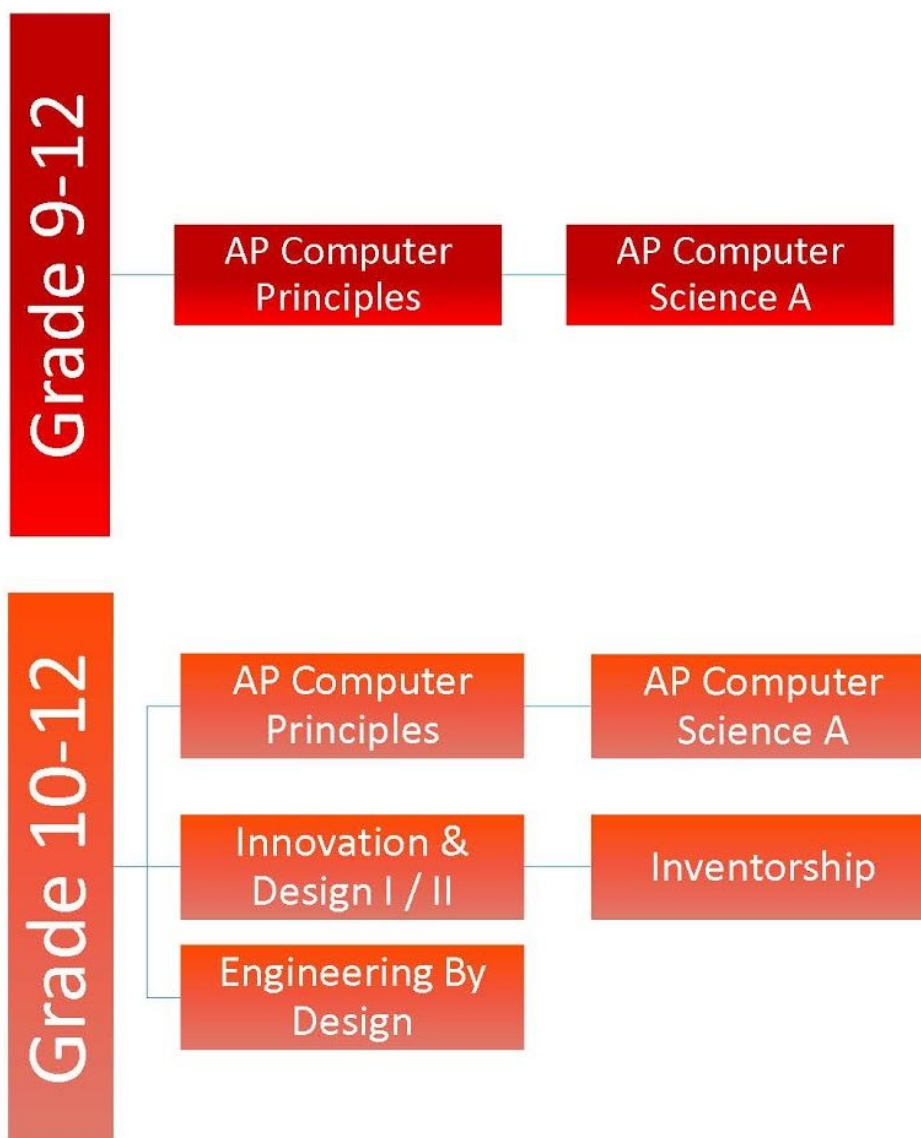 Grade 9-12
AP Computer
Principles
AP Computer
Science A
Grade 10-12
AP Computer
Principles
AP Computer
Science A
Innovation &
Design I / II
Inventorship
Engineering By
Design